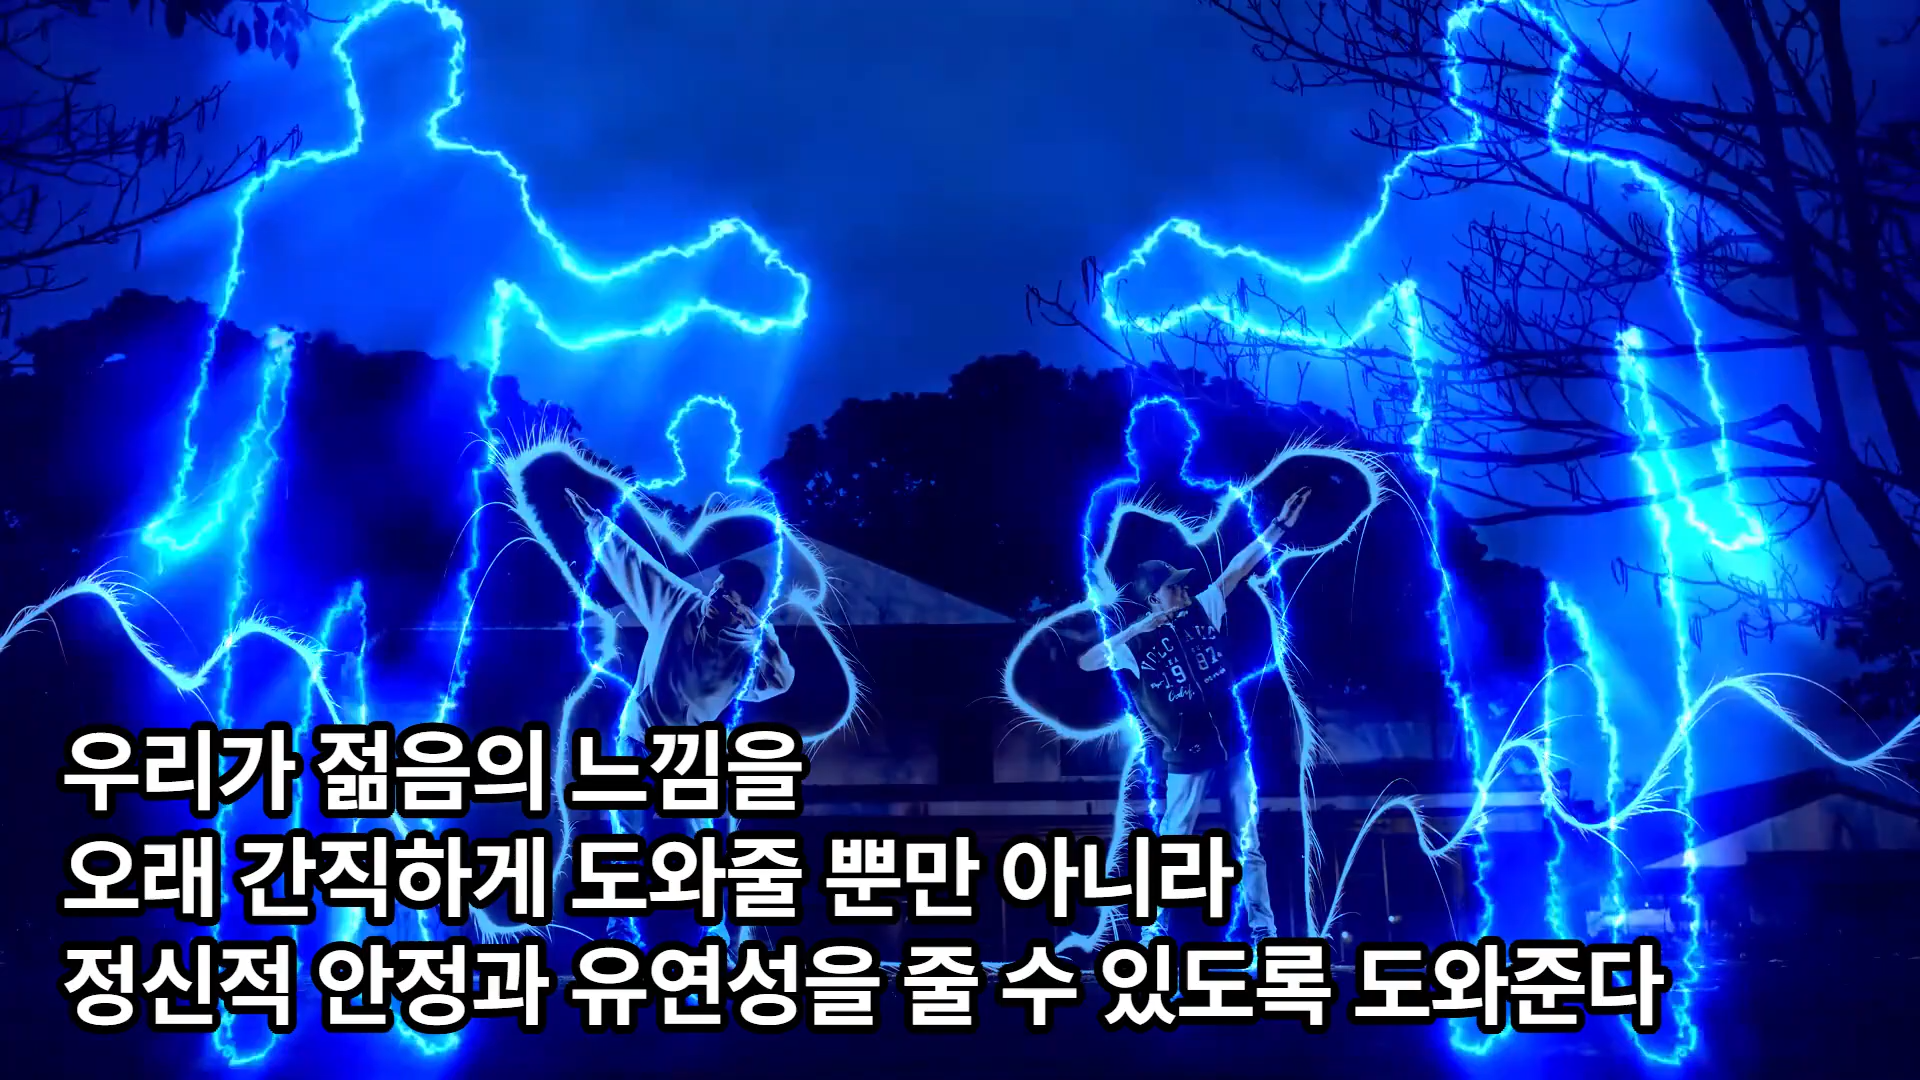 우리가 젊음의 느낌을
오래 간직하게 도와줄 뿐만 아니라
정신적 안정과 유연성을 줄 수 있도록 도와준다
19 87